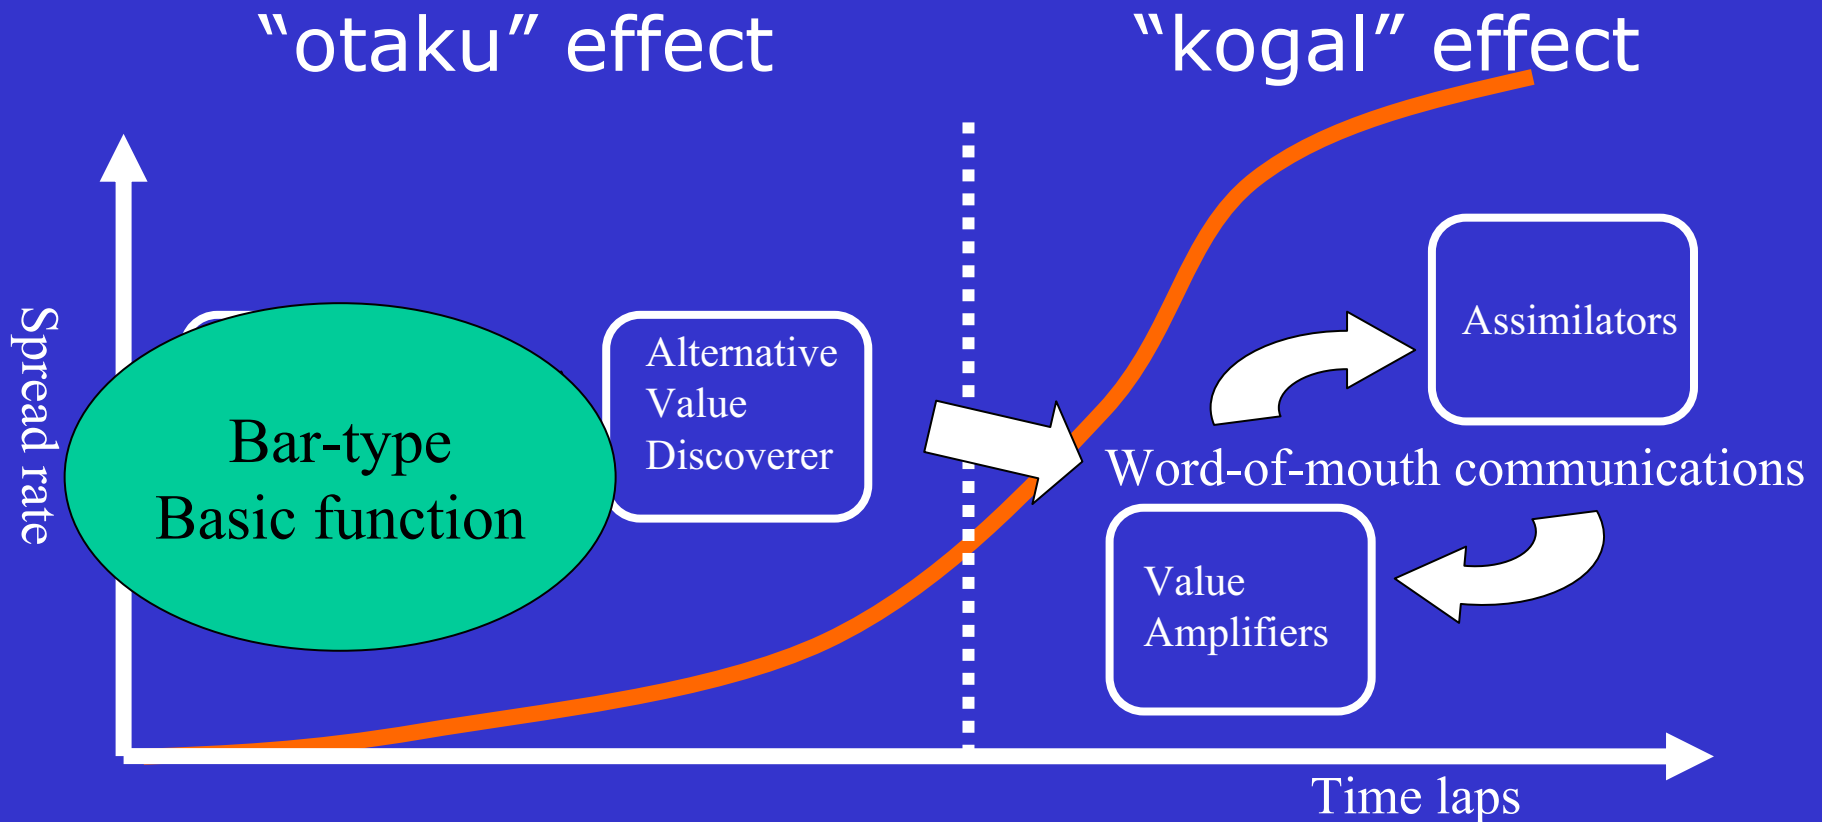 “otaku” effect
“kogal” effect
Spread rate
Bar-type
Basic function
Alternative
Value
Discoverer
Assimilators
Word-of-mouth communications
Value
Amplifiers
Time laps